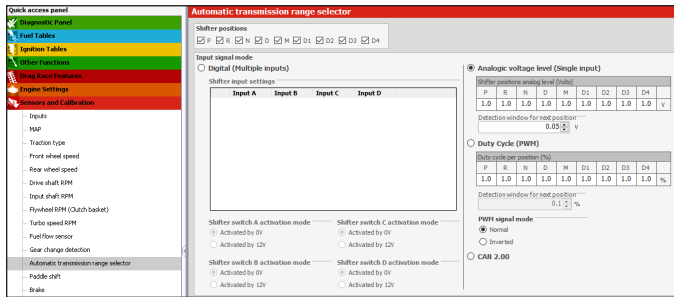 Quick access panel
Diagnostic Panel
Fuel Tables
Ignition Tables
Other Functions
Drag Race Features
Engine Settings
Sensors and Calibration
Inputs
MAP
Traction type
Front wheel speed
Rear wheel speed
Drive shaft RPM
Input shaft RPM
Flywheel RPM (Clutch basket)
Turbo speed RPM
Fuel flow sensor
Gear change detection
Automatic transmission range selector
Paddle shift
Brake
Automatic transmission range selector
Shifter positions
P R N D M D1 D2 D3 D4
Input signal mode
Digital (Multiple inputs)
Shifter input settings
Input A Input B Input C Input D
Shifter switch A activation mode
Activated by 0V
Activated by 12V
Shifter switch C activation mode
Activated by 0V
Activated by 12V
Shifter switch B activation mode
Activated by 0V
Activated by 12V
Shifter switch D activation mode
Activated by 0V
Activated by 12V
Analogic voltage level (Single input)
Shifter positions analog level (Volts)
P R N D M D1 D2 D3 D4
1.0 1.0 1.0 1.0 1.0 1.0 1.0 1.0 1.0 V
Detection window for next position
0.05 V
Duty Cycle (PWM)
Duty cycle per position (%)
P R N D M D1 D2 D3 D4
1.0 1.0 1.0 1.0 1.0 1.0 1.0 1.0 1.0 %
Detection window for next position
0.1 %
PWM signal mode
Normal
Inverted
CAN 2.00